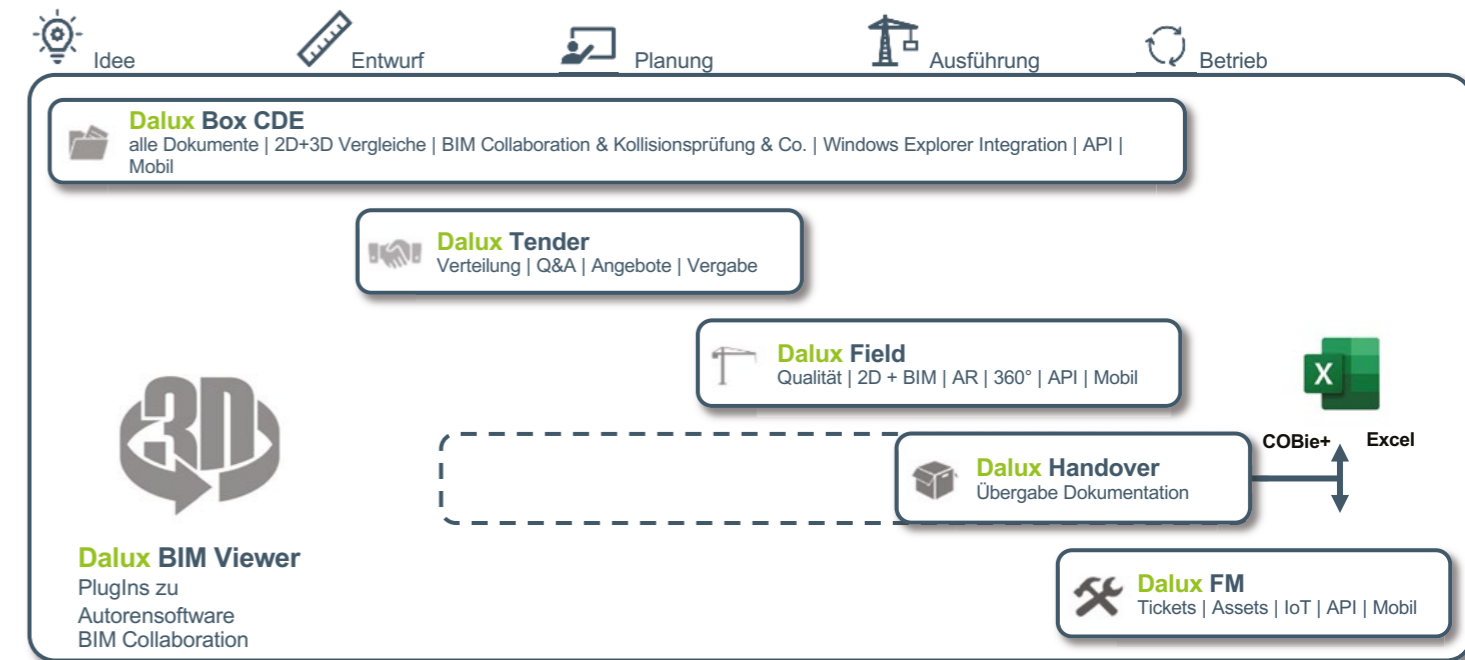 Idee
Entwurf
Planung
Ausführung
Betrieb
Dalux Box CDE
alle Dokumente | 2D+3D Vergleiche | BIM Collaboration & Kollisionsprüfung & Co. | Windows Explorer Integration | API |
Mobil
Dalux Tender
Verteilung | Q&A | Angebote | Vergabe
Dalux Field
Qualität | 2D + BIM | AR | 360° | API | Mobil
X
3D
COBie+
Excel
Dalux Handover
Übergabe Dokumentation
Dalux BIM Viewer
PlugIns zu
Autorensoftware
BIM Collaboration
Dalux FM
Tickets | Assets | IoT | API | Mobil